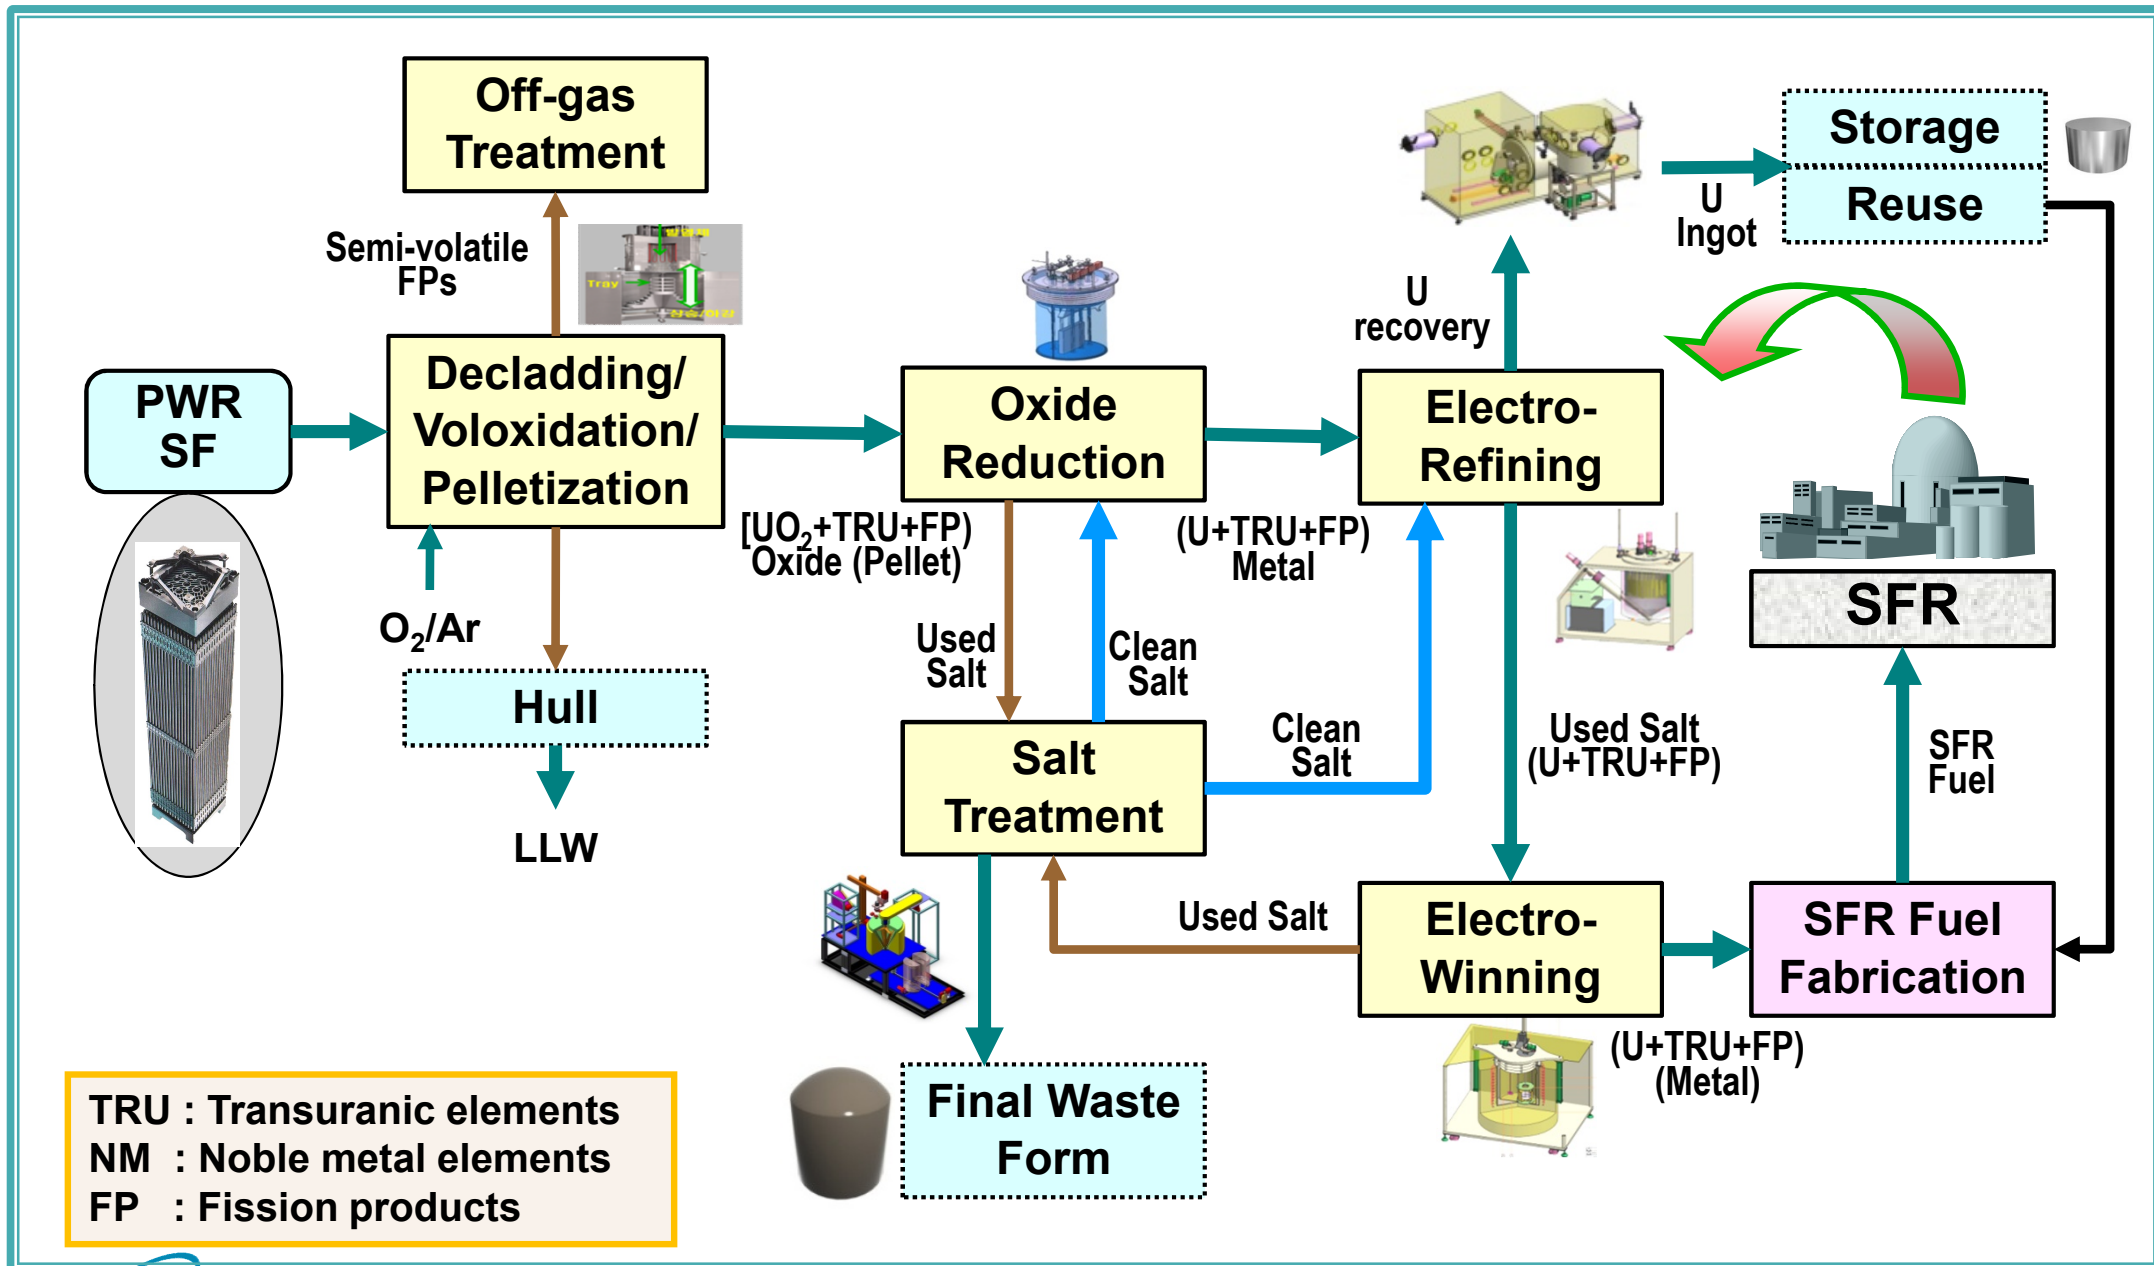 Off-gas
Treatment
Storage
Reuse
U
Ingot
Semi-volatile
FPs
Tray
U
recovery
PWR
SF
Decladding/
Voloxidation/
Pelletization
Oxide
Reduction
Electro-
Refining
[UO₂+TRU+FP)
Oxide (Pellet)
(U+TRU+FP)
Metal
O₂/Ar
Used
Salt
Clean
Salt
SFR
Hull
LLW
Salt
Treatment
Clean
Salt
Used Salt
(U+TRU+FP)
SFR
Fuel
Used Salt
Electro-
Winning
SFR Fuel
Fabrication
(U+TRU+FP)
(Metal)
Final Waste
Form
TRU : Transuranic elements
NM : Noble metal elements
FP : Fission products